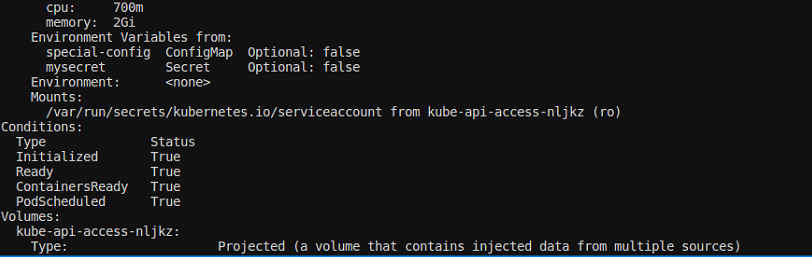 cpu:     700m
memory:  2Gi
Environment Variables from:
special-config  ConfigMap  Optional: false
mysecret        Secret     Optional: false
Environment:      <none>
Mounts:
/var/run/secrets/kubernetes.io/serviceaccount from kube-api-access-nljkz (ro)
Conditions:
Type              Status
Initialized       True
Ready             True
ContainersReady   True
PodScheduled      True
Volumes:
kube-api-access-nljkz:
Type:                    Projected (a volume that contains injected data from multiple sources)